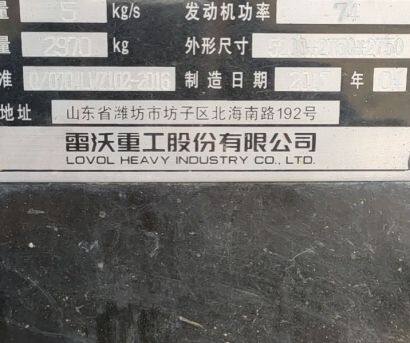 量 5 kg/s 发动机功率 74
量 2970 kg 外形尺寸
准 制造日期 年
地址 山东省潍坊市坊子区北海南路192号
雷沃重工股份有限公司
LOVOL HEAVY INDUSTRY CO., LTD.